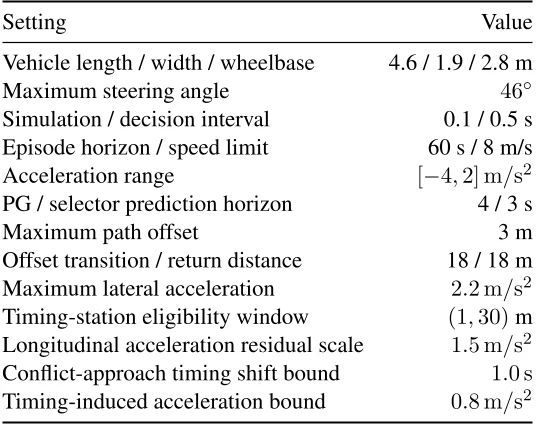 Setting Value
Vehicle length / width / wheelbase 4.6 / 1.9 / 2.8 m
Maximum steering angle 46°
Simulation / decision interval 0.1 / 0.5 s
Episode horizon / speed limit 60 s / 8 m/s
Acceleration range [−4, 2] m/s²
PG / selector prediction horizon 4 / 3 s
Maximum path offset 3 m
Offset transition / return distance 18 / 18 m
Maximum lateral acceleration 2.2 m/s²
Timing-station eligibility window (1, 30) m
Longitudinal acceleration residual scale 1.5 m/s²
Conflict-approach timing shift bound 1.0 s
Timing-induced acceleration bound 0.8 m/s²